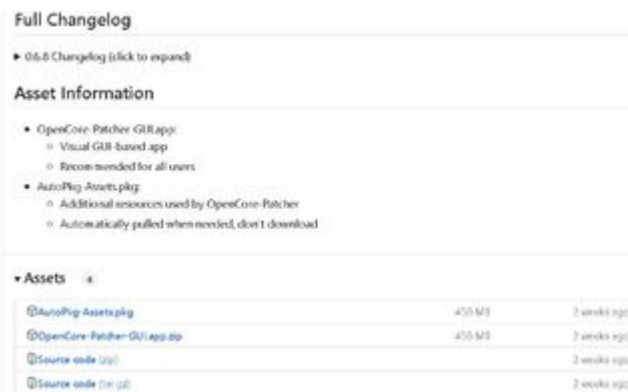 Full Changelog
▶ 0.6.8 Changelog (click to expand)
Asset Information
• OpenCore-Patcher-GUI.app:
○ Visual GUI-based app
○ Recommended for all users
• AutoPkg-Assets.pkg:
○ Additional resources used by OpenCore-Patcher
○ Automatically pulled when needed, don't download
▾ Assets 4
AutoPkg-Assets.pkg MB 2 weeks ago
OpenCore-Patcher-GUI.app.zip MB 2 weeks ago
Source code (zip) 2 weeks ago
Source code (tar.gz) 2 weeks ago